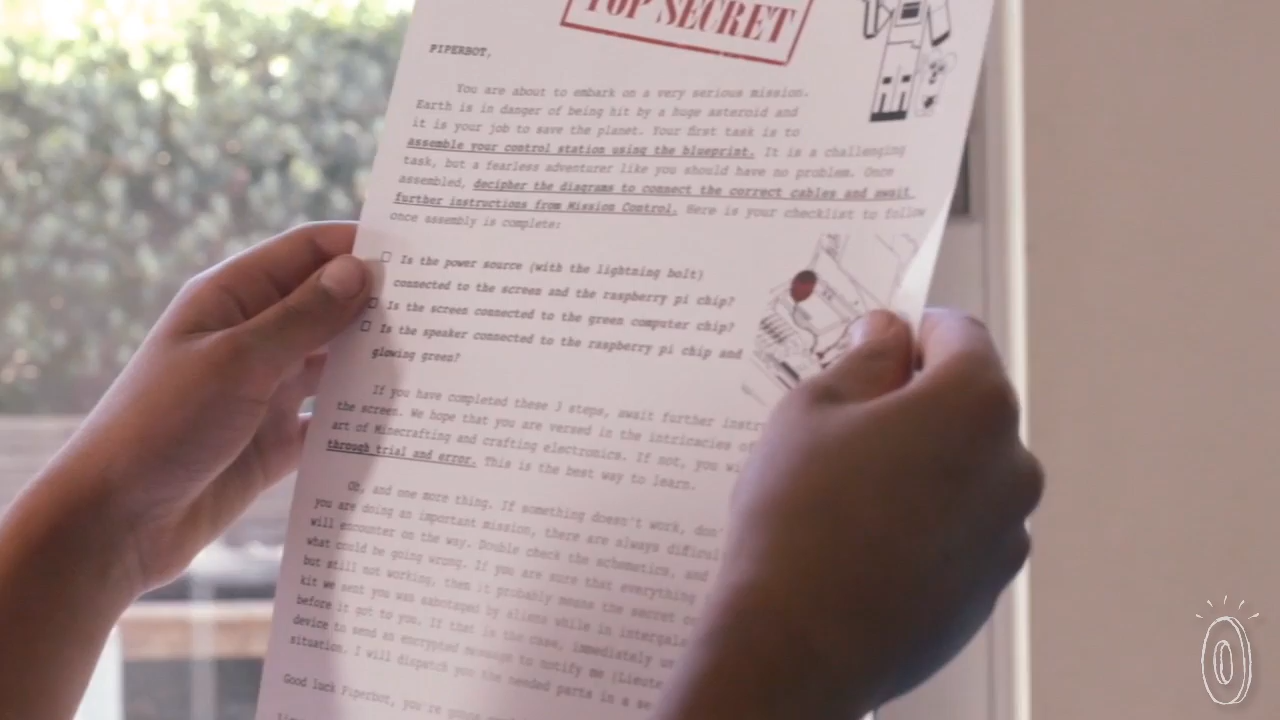 TOP SECRET
PIPERBOT,
You are about to embark on a very serious mission.
Earth is in danger of being hit by a huge asteroid and
it is your job to save the planet. Your first task is to
assemble your control station using the blueprint. It is a challenging
task, but a fearless adventurer like you should have no problem. Once
assembled, decipher the diagrams to connect the correct cables and await
further instructions from Mission Control. Here is your checklist to follow
once assembly is complete:
Is the power source (with the lightning bolt)
connected to the screen and the raspberry pi chip?
Is the screen connected to the green computer chip?
Is the speaker connected to the raspberry pi chip and
glowing green?
If you have completed these 3 steps, await further
the screen. We hope that you are versed in the intricacies of
art of Minecrafting and crafting electronics. If not, you
through trial and error. This is the best way to learn.
Oh, and one more thing. If something doesn't work,
you are doing an important mission, there are always
will encounter on the way. Double check the schematics, and
what could be going wrong. If you are sure that everything
but still not working, then it probably means the secret
kit we sent you was sabotaged by aliens while in
before it got to you. If that is the case, immediately
device to send an encrypted message to notify me
situation. I will dispatch you the needed parts in a
Good luck Piperbot, you're